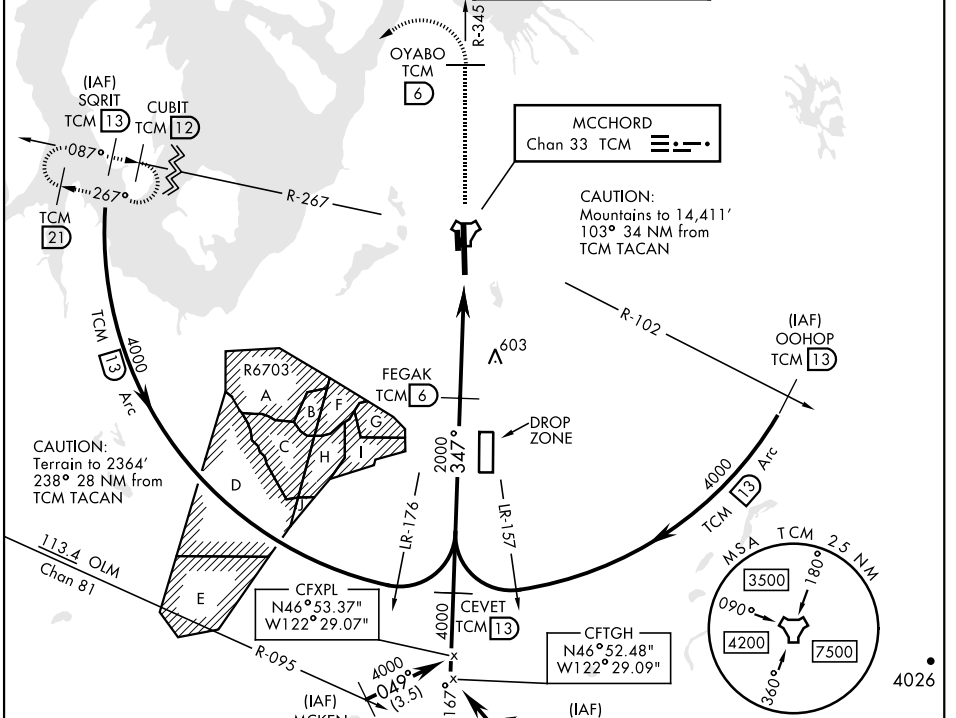 R-345
OYABO
TCM
6
(IAF)
SQRIT
TCM 13
CUBIT
TCM 12
087°
267°
TCM
21
R-267
MCCHORD
Chan 33 TCM
CAUTION:
Mountains to 14,411'
103° 34 NM from
TCM TACAN
R-102
(IAF)
OOHOP
TCM 13
TCM 13 Arc
4000
603
FEGAK
TCM 6
R6703
A
B
F
G
C
H
I
D
J
E
2000
347°
DROP
ZONE
4000
TCM 13 Arc
CAUTION:
Terrain to 2364'
238° 28 NM from
TCM TACAN
LR-176
LR-157
113.4 OLM
Chan 81
R-095
CFXPL
N46°53.37"
W122°29.07"
4000
CEVET
TCM 13
CFTGH
N46°52.48"
W122°29.09"
MSA TCM 25 NM
3500
180°
090°
4200
7500
360°
4026
4000
049°
(3.5)
167°
(IAF)
MCKEN
(IAF)